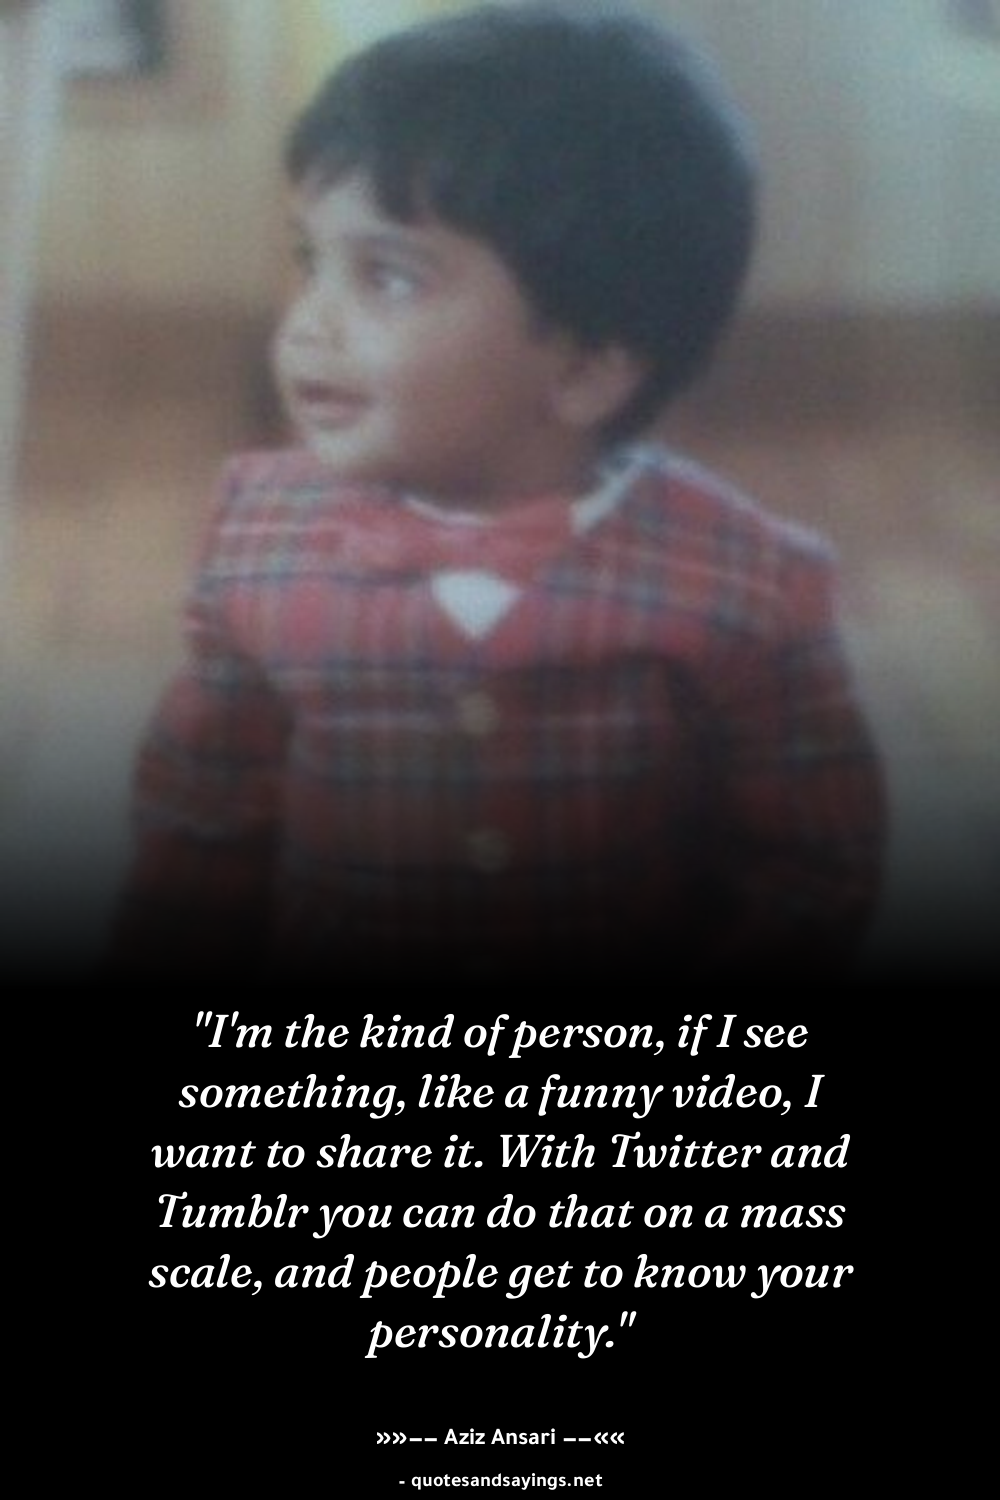 "I'm the kind of person, if I see
something, like a funny video, I
want to share it. With Twitter and
Tumblr you can do that on a mass
scale, and people get to know your
personality."
»»–– Aziz Ansari ––««
- quotesandsayings.net